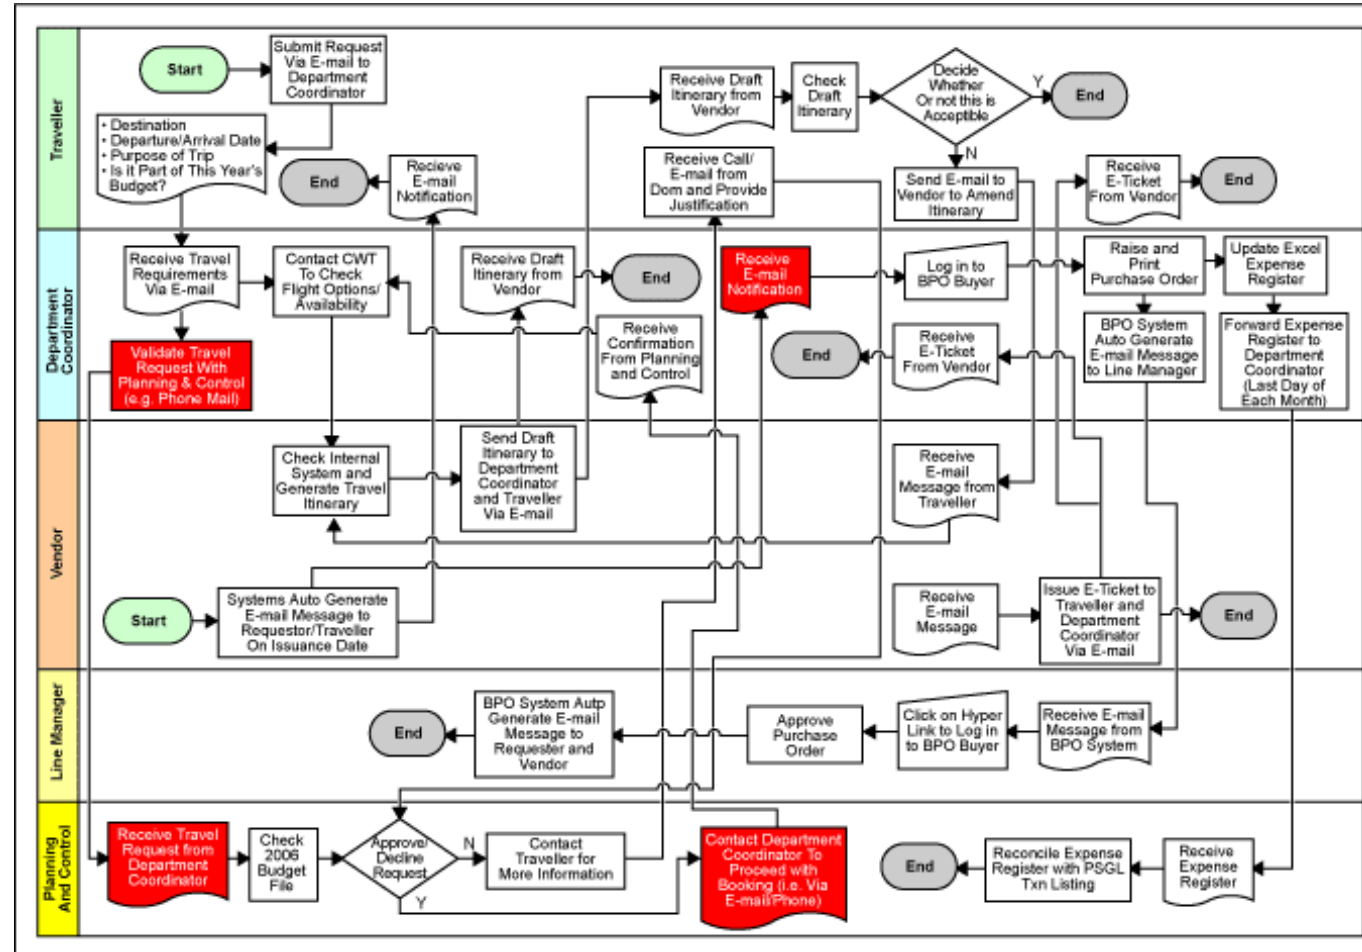 Traveller
Start
Submit Request
Via E-mail to
Department
Coordinator
• Destination
• Departure/Arrival Date
• Purpose of Trip
• Is it Part of This Year's
Budget?
End
Recieve
E-mail
Notification
Receive Draft
Itinerary from
Vendor
Check
Draft
Itinerary
Decide
Whether
Or not this is
Acceptible
Y
End
N
Receive Call/
E-mail from
Dom and Provide
Justification
Send E-mail to
Vendor to Amend
Itinerary
Receive
E-Ticket
From Vendor
End
Department
Coordinator
Receive Travel
Requirements
Via E-mail
Contact CWT
To Check
Flight Options/
Availability
Receive Draft
Itinerary from
Vendor
End
Receive
E-mail
Notification
Log in to
BPO Buyer
Raise and
Print
Purchase Order
Update Excel
Expense
Register
Validate Travel
Request With
Planning & Control
(e.g. Phone Mail)
Receive
Confirmation
From Planning
and Control
End
Receive
E-Ticket
From Vendor
BPO System
Auto Generate
E-mail Message
to Line Manager
Forward Expense
Register to
Department
Coordinator
(Last Day of
Each Month)
Vendor
Check Internal
System and
Generate Travel
Itinerary
Send Draft
Itinerary to
Department
Coordinator
and Traveller
Via E-mail
Receive
E-mail
Message from
Traveller
Start
Systems Auto Generate
E-mail Message to
Requestor/Traveller
On Issuance Date
Receive
E-mail
Message
Issue E-Ticket to
Traveller and
Department
Coordinator
Via E-mail
End
Line Manager
End
BPO System Autp
Generate E-mail
Message to
Requester and
Vendor
Approve
Purchase
Order
Click on Hyper
Link to Log in
to BPO Buyer
Receive E-mail
Message from
BPO System
Planning
And Control
Receive Travel
Request from
Department
Coordinator
Check
2006
Budget
File
Approve/
Decline
Request
N
Y
Contact
Traveller for
More Information
Contact Department
Coordinator To
Proceed with
Booking (i.e. Via
E-mail/Phone)
End
Reconcile Expense
Register with PSGL
Txn Listing
Receive
Expense
Register